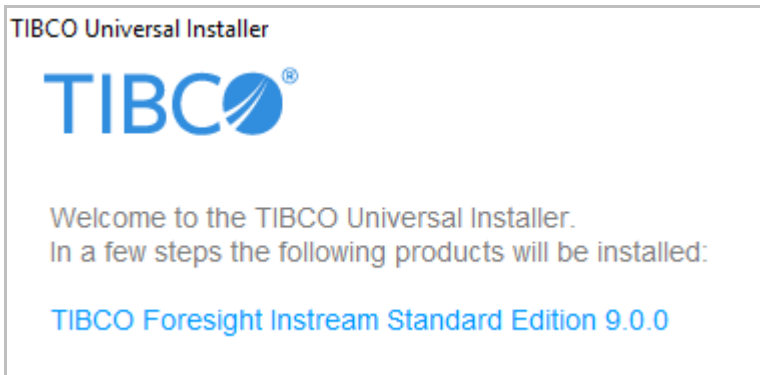 TIBCO Universal Installer
TIBCO®
Welcome to the TIBCO Universal Installer.
In a few steps the following products will be installed:
TIBCO Foresight Instream Standard Edition 9.0.0